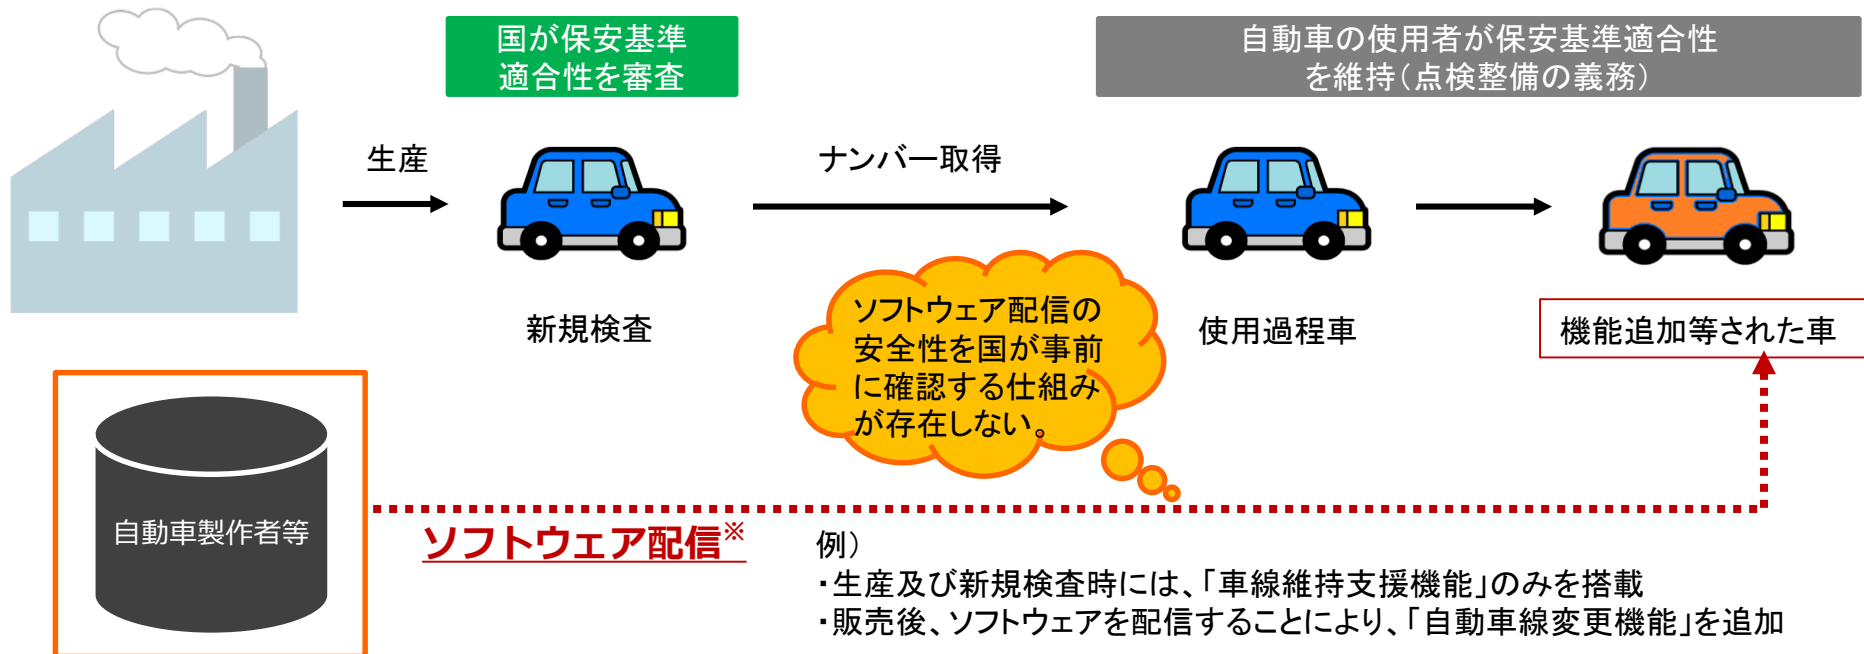 国が保安基準
適合性を審査
自動車の使用者が保安基準適合性
を維持（点検整備の義務）
生産
ナンバー取得
新規検査
ソフトウェア配信の
安全性を国が事前
に確認する仕組み
が存在しない。
使用過程車
機能追加等された車
自動車製作者等
ソフトウェア配信※
例）
・生産及び新規検査時には、「車線維持支援機能」のみを搭載
・販売後、ソフトウェアを配信することにより、「自動車線変更機能」を追加